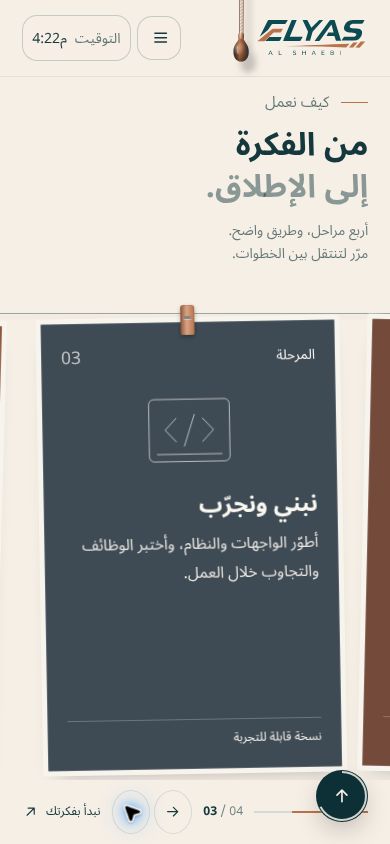 ELYAS
AL SHAEBI
التوقيت 4:22م
كيف نعمل
من الفكرة
إلى الإطلاق.
أربع مراحل، وطريق واضح.
مرّر لتنتقل بين الخطوات.
المرحلة 03
نبني ونجرّب
أطوّر الواجهات والنظام، وأختبر الوظائف
والتجاوب خلال العمل.
نسخة قابلة للتجربة
03 / 04
نبدأ بفكرتك